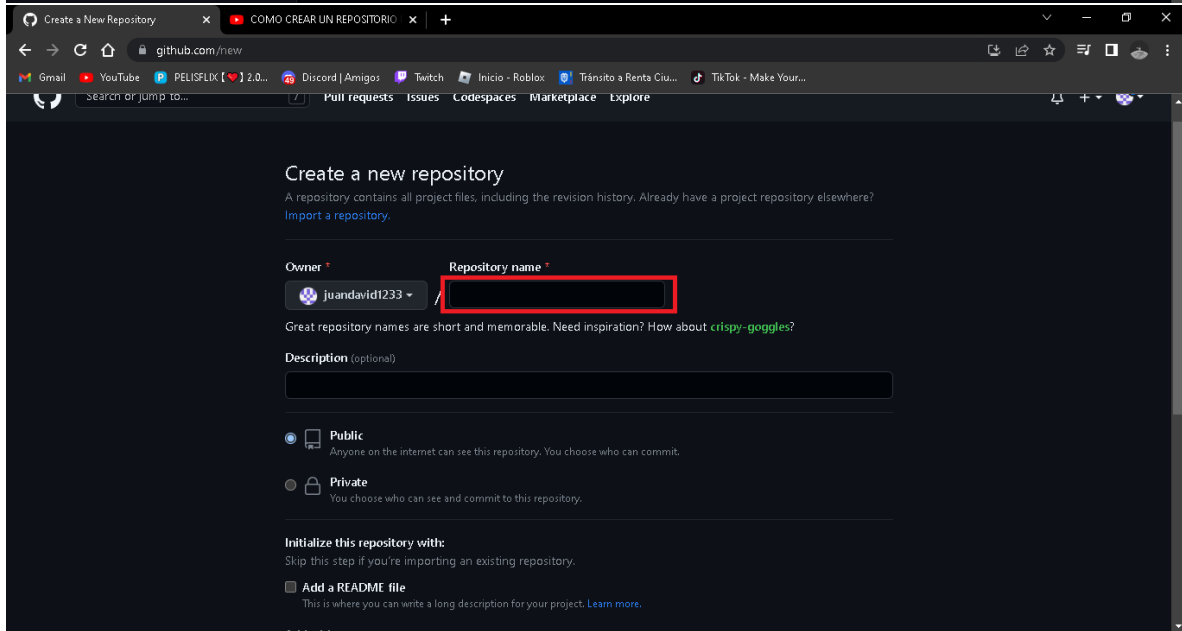 Create a New Repository
COMO CREAR UN REPOSITORIO
github.com/new
Gmail YouTube PELISFLIX【❤️】2.0... Discord | Amigos Twitch Inicio - Roblox Tránsito a Renta Ciu... TikTok - Make Your...
Search or jump to... / Pull requests Issues Codespaces Marketplace Explore
Create a new repository
A repository contains all project files, including the revision history. Already have a project repository elsewhere?
Import a repository.
Owner * Repository name *
juandavid1233 /
Great repository names are short and memorable. Need inspiration? How about crispy-goggles?
Description (optional)
Public
Anyone on the internet can see this repository. You choose who can commit.
Private
You choose who can see and commit to this repository.
Initialize this repository with:
Skip this step if you're importing an existing repository.
Add a README file
This is where you can write a long description for your project. Learn more.